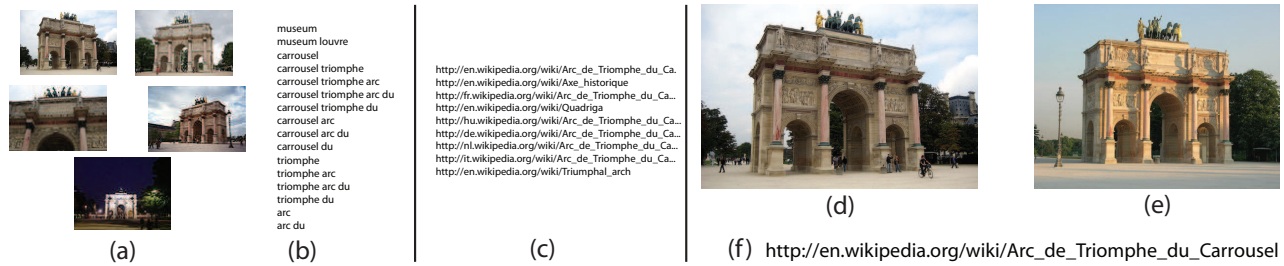 museum
museum louvre
carrousel
carrousel triomphe
carrousel triomphe arc
carrousel triomphe arc du
carrousel triomphe du
carrousel arc
carrousel arc du
carrousel du
triomphe
triomphe arc
triomphe arc du
triomphe du
arc
arc du
http://en.wikipedia.org/wiki/Arc_de_Triomphe_du_Ca.
http://en.wikipedia.org/wiki/Axe_historique
http://fr.wikipedia.org/wiki/Arc_de_Triomphe_du_Ca...
http://en.wikipedia.org/wiki/Quadriga
http://hu.wikipedia.org/wiki/Arc_de_Triomphe_du_Ca...
http://de.wikipedia.org/wiki/Arc_de_Triomphe_du_Ca...
http://nl.wikipedia.org/wiki/Arc_de_Triomphe_du_Ca...
http://it.wikipedia.org/wiki/Arc_de_Triomphe_du_Ca...
http://en.wikipedia.org/wiki/Triumphal_arch
(a)
(b)
(c)
(d)
(e)
(f) http://en.wikipedia.org/wiki/Arc_de_Triomphe_du_Carrousel